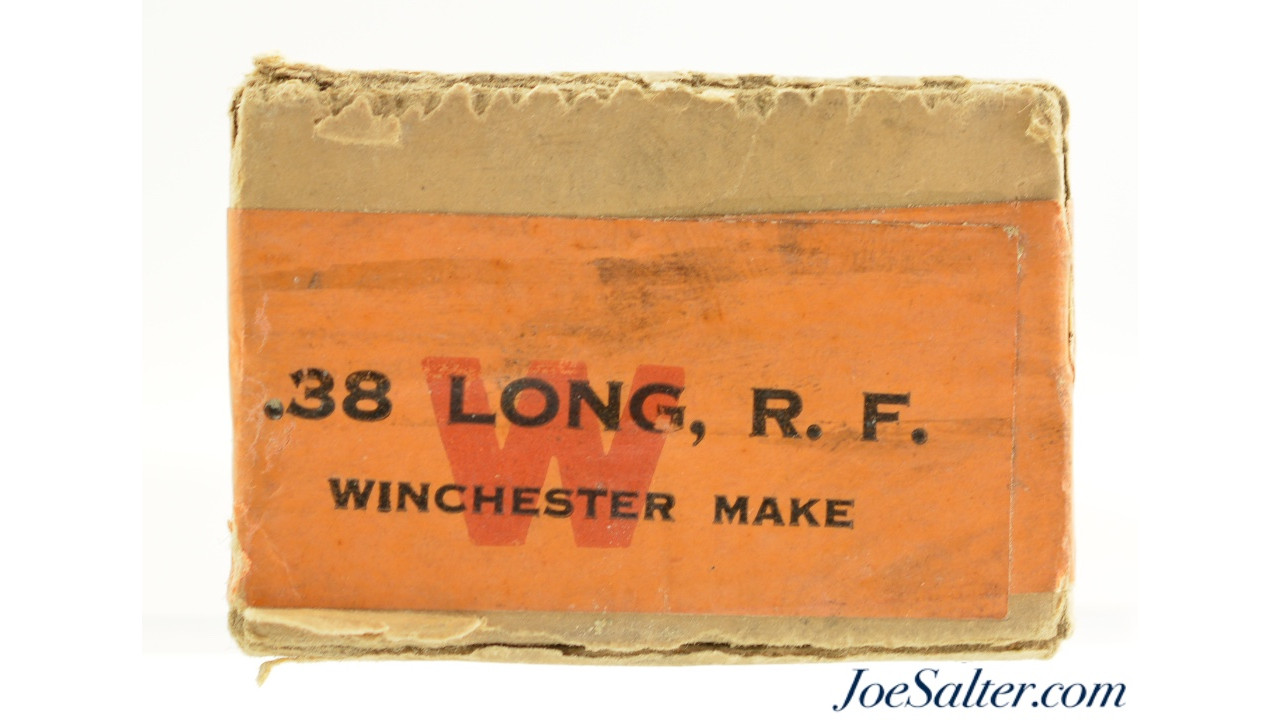 W
.38 LONG, R. F.
WINCHESTER MAKE
JoeSalter.com